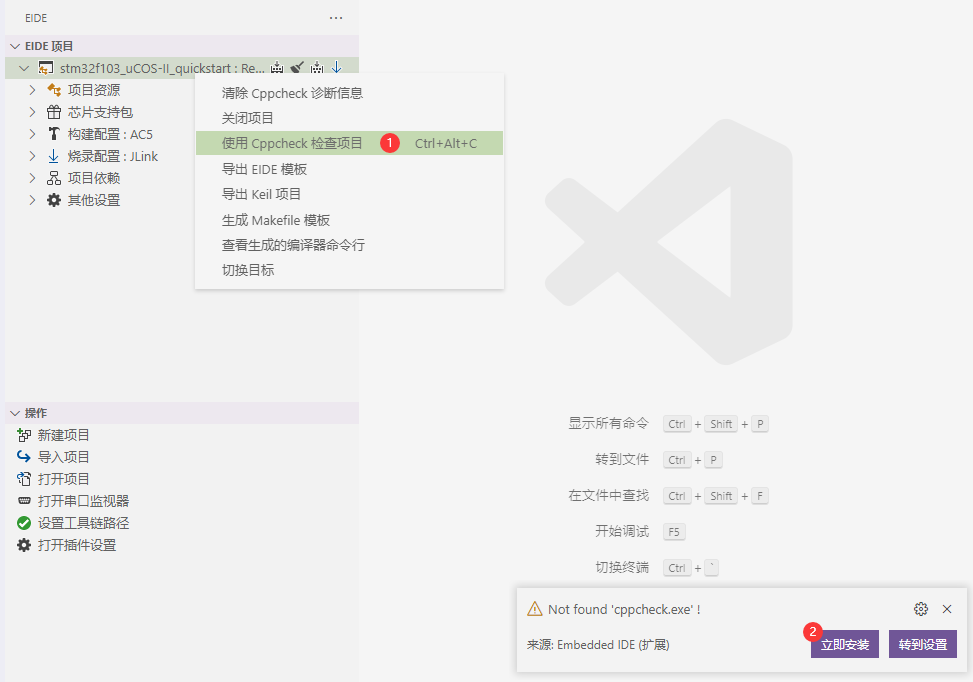 EIDE
EIDE 项目
stm32f103_uCOS-II_quickstart : Re...
项目资源
芯片支持包
构建配置 : AC5
烧录配置 : JLink
项目依赖
其他设置
清除 Cppcheck 诊断信息
关闭项目
使用 Cppcheck 检查项目 1 Ctrl+Alt+C
导出 EIDE 模板
导出 Keil 项目
生成 Makefile 模板
查看生成的编译器命令行
切换目标
操作
新建项目
导入项目
打开项目
打开串口监视器
设置工具链路径
打开插件设置
显示所有命令 Ctrl + Shift + P
转到文件 Ctrl + P
在文件中查找 Ctrl + Shift + F
开始调试 F5
切换终端 Ctrl + `
Not found 'cppcheck.exe' !
来源: Embedded IDE (扩展)
2
立即安装
转到设置